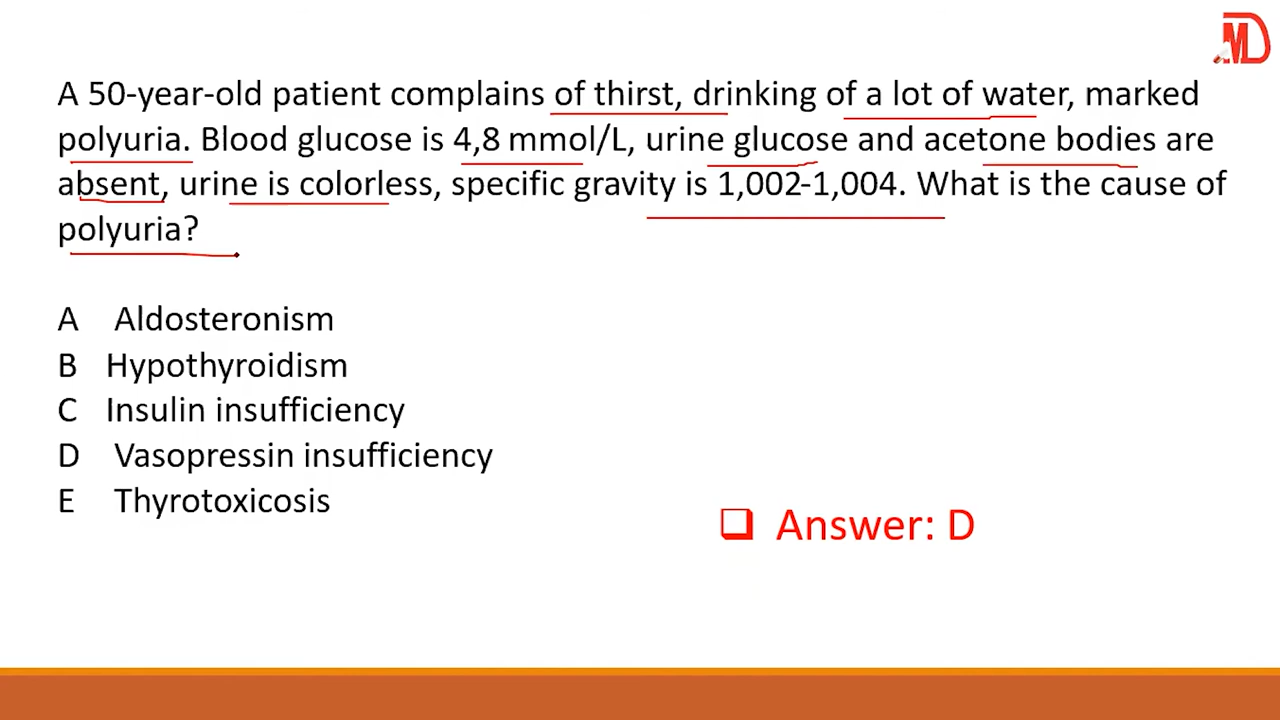 MD
A 50-year-old patient complains of thirst, drinking of a lot of water, marked
polyuria. Blood glucose is 4,8 mmol/L, urine glucose and acetone bodies are
absent, urine is colorless, specific gravity is 1,002-1,004. What is the cause of
polyuria?
A Aldosteronism
B Hypothyroidism
C Insulin insufficiency
D Vasopressin insufficiency
E Thyrotoxicosis
❑ Answer: D